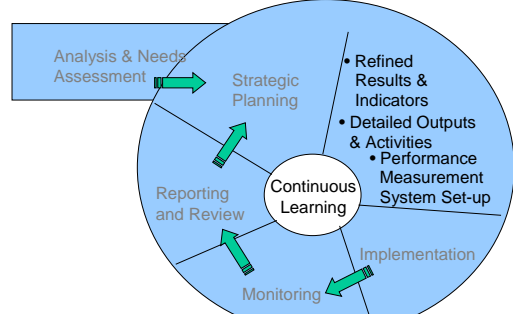 Analysis & Needs
Assessment
Strategic
Planning
• Refined
Results &
Indicators
• Detailed Outputs
& Activities
• Performance
Measurement
System Set-up
Continuous
Learning
Reporting
and Review
Implementation
Monitoring